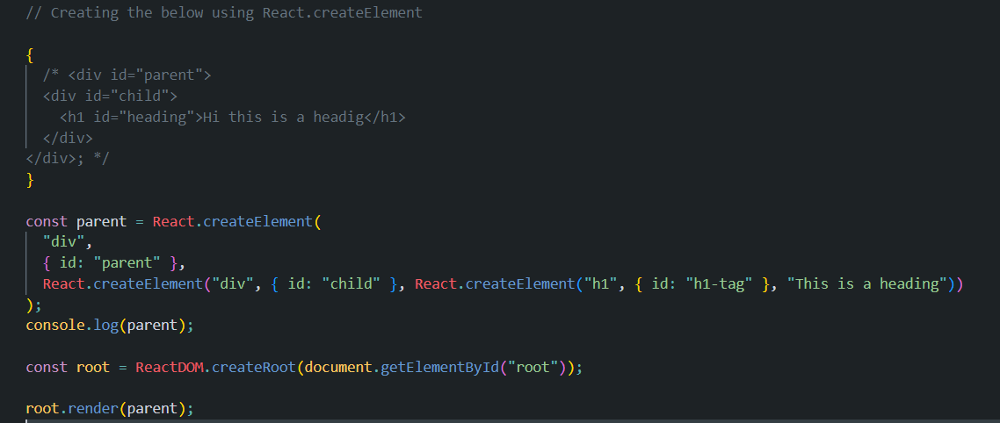 // Creating the below using React.createElement
{
/* <div id="parent">
<div id="child">
<h1 id="heading">Hi this is a headig</h1>
</div>
</div>; */
}
const parent = React.createElement(
"div",
{ id: "parent" },
React.createElement("div", { id: "child" }, React.createElement("h1", { id: "h1-tag" }, "This is a heading"))
);
console.log(parent);
const root = ReactDOM.createRoot(document.getElementById("root"));
root.render(parent);